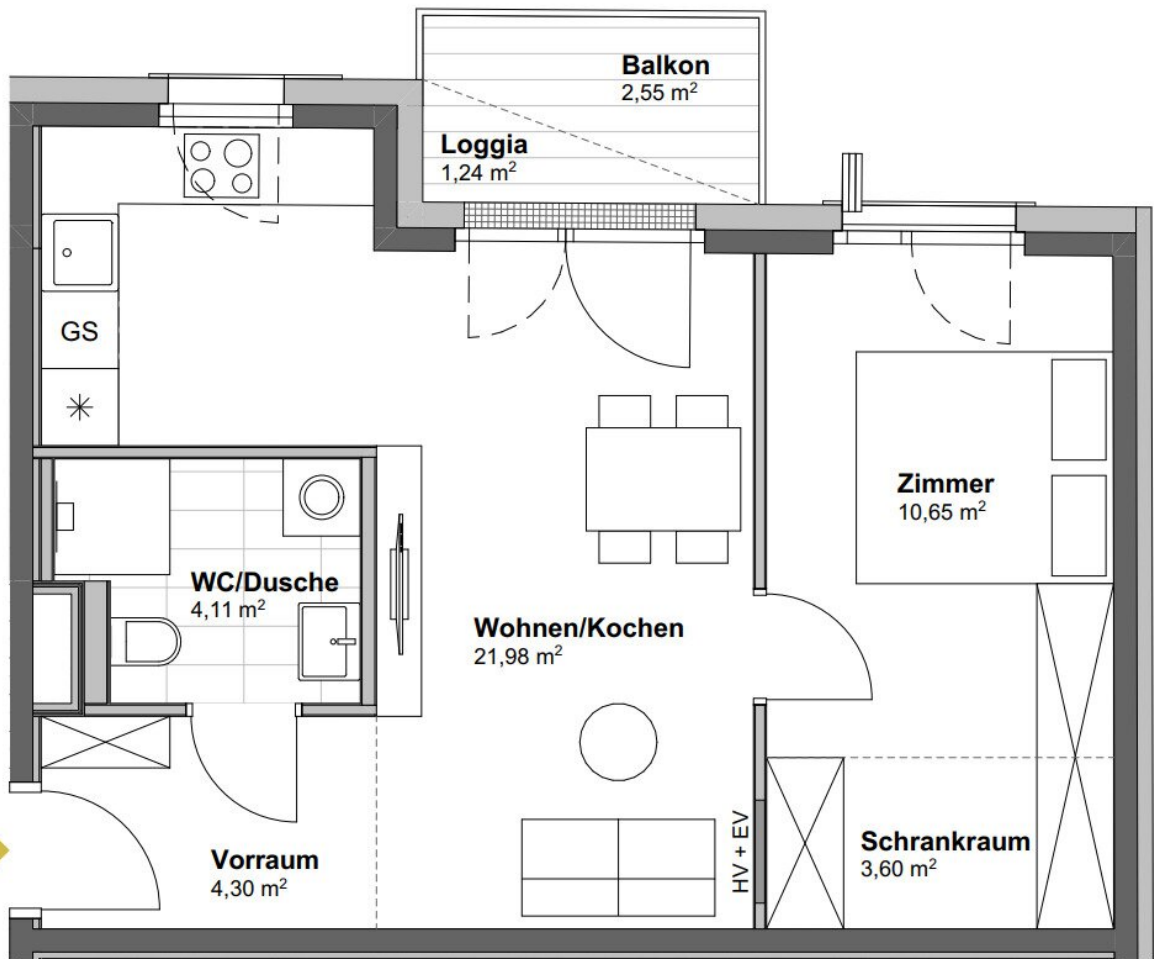 Balkon
2,55 m²
Loggia
1,24 m²
GS
Zimmer
10,65 m²
WC/Dusche
4,11 m²
Wohnen/Kochen
21,98 m²
HV + EV
Vorraum
4,30 m²
Schrankraum
3,60 m²